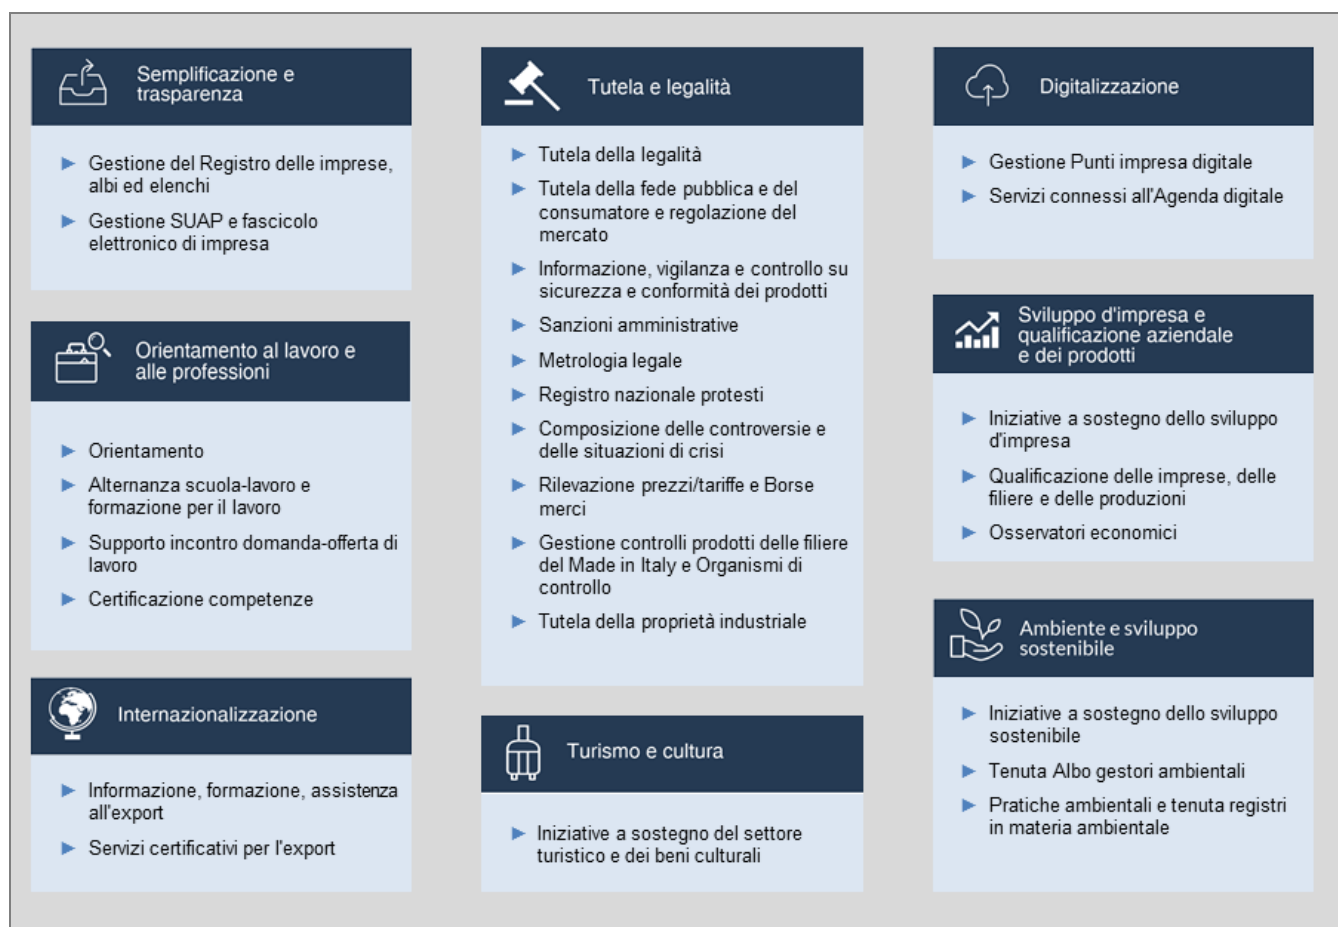 Semplificazione e
trasparenza
Gestione del Registro delle imprese,
albi ed elenchi
Gestione SUAP e fascicolo
elettronico di impresa
Orientamento al lavoro e
alle professioni
Orientamento
Alternanza scuola-lavoro e
formazione per il lavoro
Supporto incontro domanda-offerta di
lavoro
Certificazione competenze
Internazionalizzazione
Informazione, formazione, assistenza
all'export
Servizi certificativi per l'export
Tutela e legalità
Tutela della legalità
Tutela della fede pubblica e del
consumatore e regolazione del
mercato
Informazione, vigilanza e controllo su
sicurezza e conformità dei prodotti
Sanzioni amministrative
Metrologia legale
Registro nazionale protesti
Composizione delle controversie e
delle situazioni di crisi
Rilevazione prezzi/tariffe e Borse
merci
Gestione controlli prodotti delle filiere
del Made in Italy e Organismi di
controllo
Tutela della proprietà industriale
Turismo e cultura
Iniziative a sostegno del settore
turistico e dei beni culturali
Digitalizzazione
Gestione Punti impresa digitale
Servizi connessi all'Agenda digitale
Sviluppo d'impresa e
qualificazione aziendale
e dei prodotti
Iniziative a sostegno dello sviluppo
d'impresa
Qualificazione delle imprese, delle
filiere e delle produzioni
Osservatori economici
Ambiente e sviluppo
sostenibile
Iniziative a sostegno dello sviluppo
sostenibile
Tenuta Albo gestori ambientali
Pratiche ambientali e tenuta registri
in materia ambientale